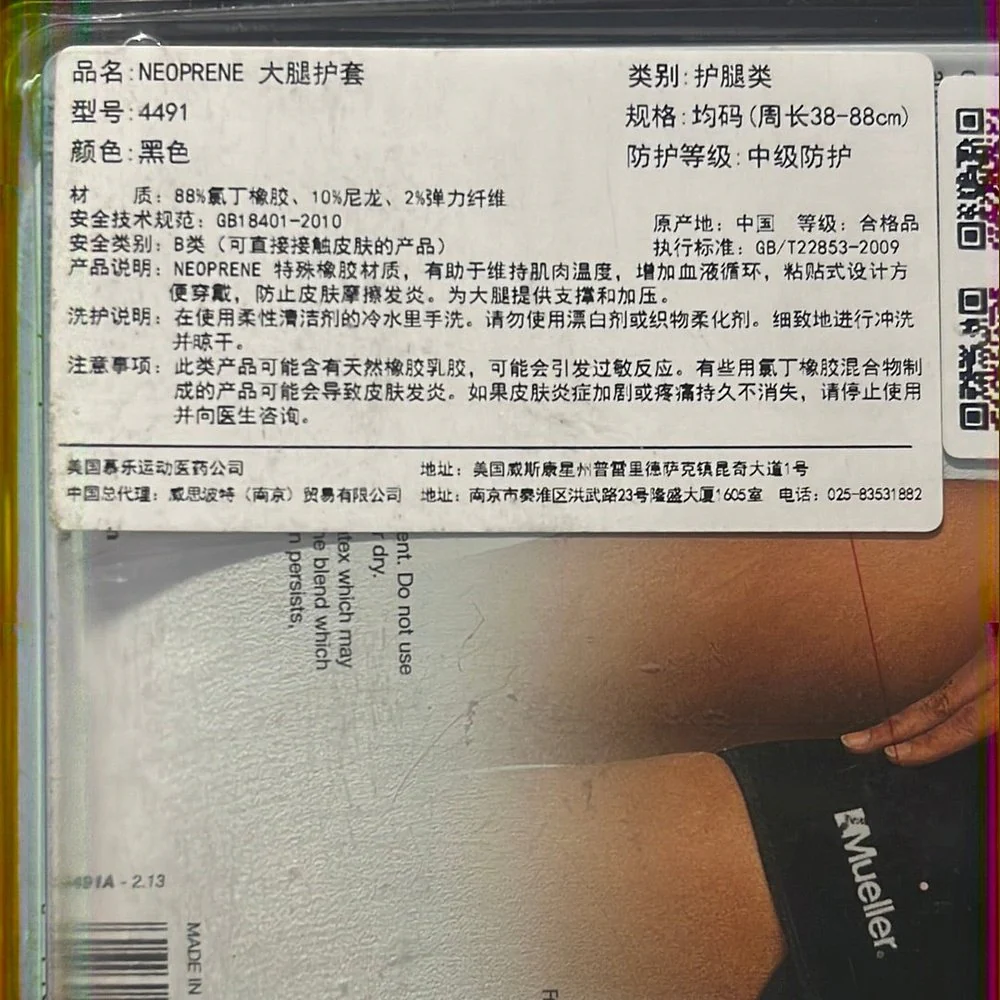 品名:NEOPRENE 大腿护套
类别:护腿类
型号:4491
规格:均码(周长38-88cm)
颜色:黑色
防护等级:中级防护
材 质: 88%氯丁橡胶、10%尼龙、2%弹力纤维
安全技术规范: GB18401-2010
原产地: 中国 等级: 合格品
安全类别: B类 (可直接接触皮肤的产品)
执行标准: GB/T22853-2009
产品说明: NEOPRENE 特殊橡胶材质, 有助于维持肌肉温度, 增加血液循环, 粘贴式设计方
便穿戴, 防止皮肤摩擦发炎。为大腿提供支撑和加压。
洗护说明: 在使用柔性清洁剂的冷水里手洗。请勿使用漂白剂或织物柔化剂。细致地进行冲洗
并晾干。
注意事项: 此类产品可能含有天然橡胶乳胶, 可能会引发过敏反应。有些用氯丁橡胶混合物制
成的产品可能会导致皮肤发炎。如果皮肤炎症加剧或疼痛持久不消失, 请停止使用
并向医生咨询。
美国慕乐运动医药公司
地址: 美国威斯康星州普雷里德萨克镇昆奇大道1号
中国总代理: 威思波特 (南京) 贸易有限公司
地址: 南京市秦淮区洪武路23号隆盛大厦1605室 电话: 025-83531882
ent. Do not use
dry.
tex which may
e blend which
n persists,
491A - 2.13
MADE IN
Mueller®